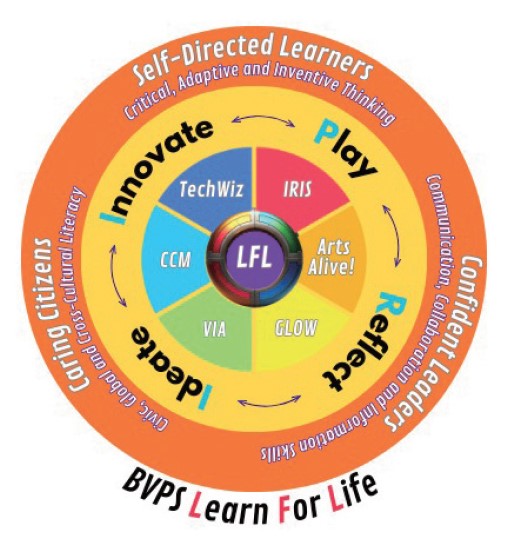 Self-Directed Learners
Critical, Adaptive and Inventive Thinking
Confident Leaders
Communication, Collaboration and Information Skills
Caring Citizens
Civic, Global and Cross-Cultural Literacy
Innovate
Play
Reflect
Ideate
TechWiz
IRIS
Arts
Alive!
GLOW
VIA
CCM
LFL
BVPS Learn For Life